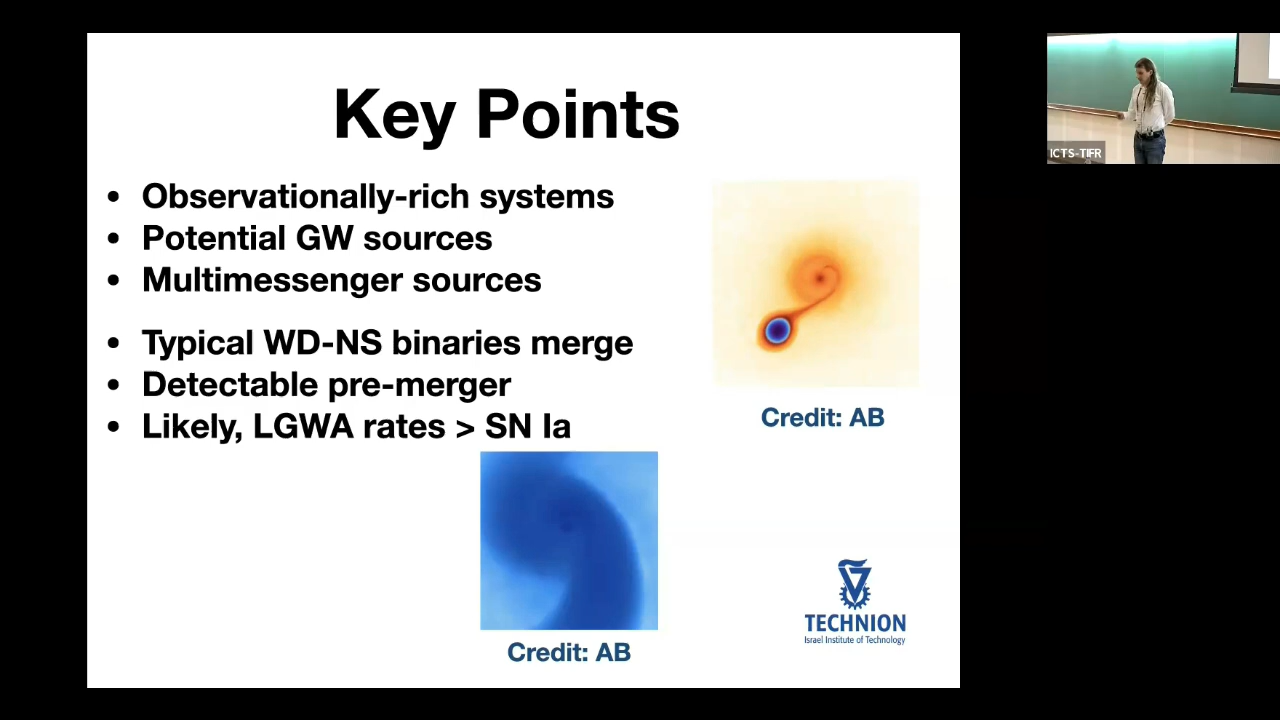 Key Points
• Observationally-rich systems
• Potential GW sources
• Multimessenger sources
• Typical WD-NS binaries merge
• Detectable pre-merger
• Likely, LGWA rates > SN Ia
Credit: AB
Credit: AB
TECHNION
Israel Institute of Technology
ICTS-TIFR